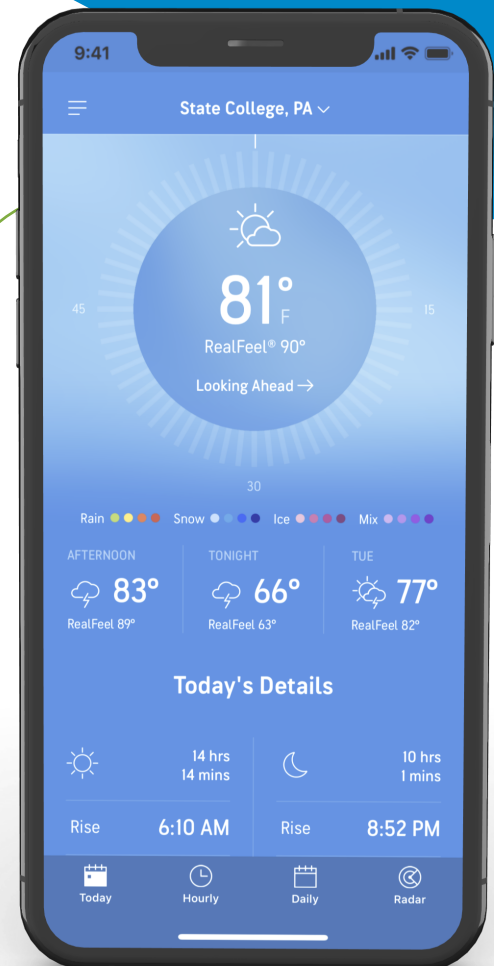 9:41
State College, PA
45
15
81°
F
RealFeel® 90°
Looking Ahead →
30
Rain Snow Ice Mix
AFTERNOON TONIGHT TUE
83° 66° 77°
RealFeel 89° RealFeel 63° RealFeel 82°
Today's Details
14 hrs 10 hrs
14 mins 1 mins
Rise 6:10 AM Rise 8:52 PM
Today Hourly Daily Radar